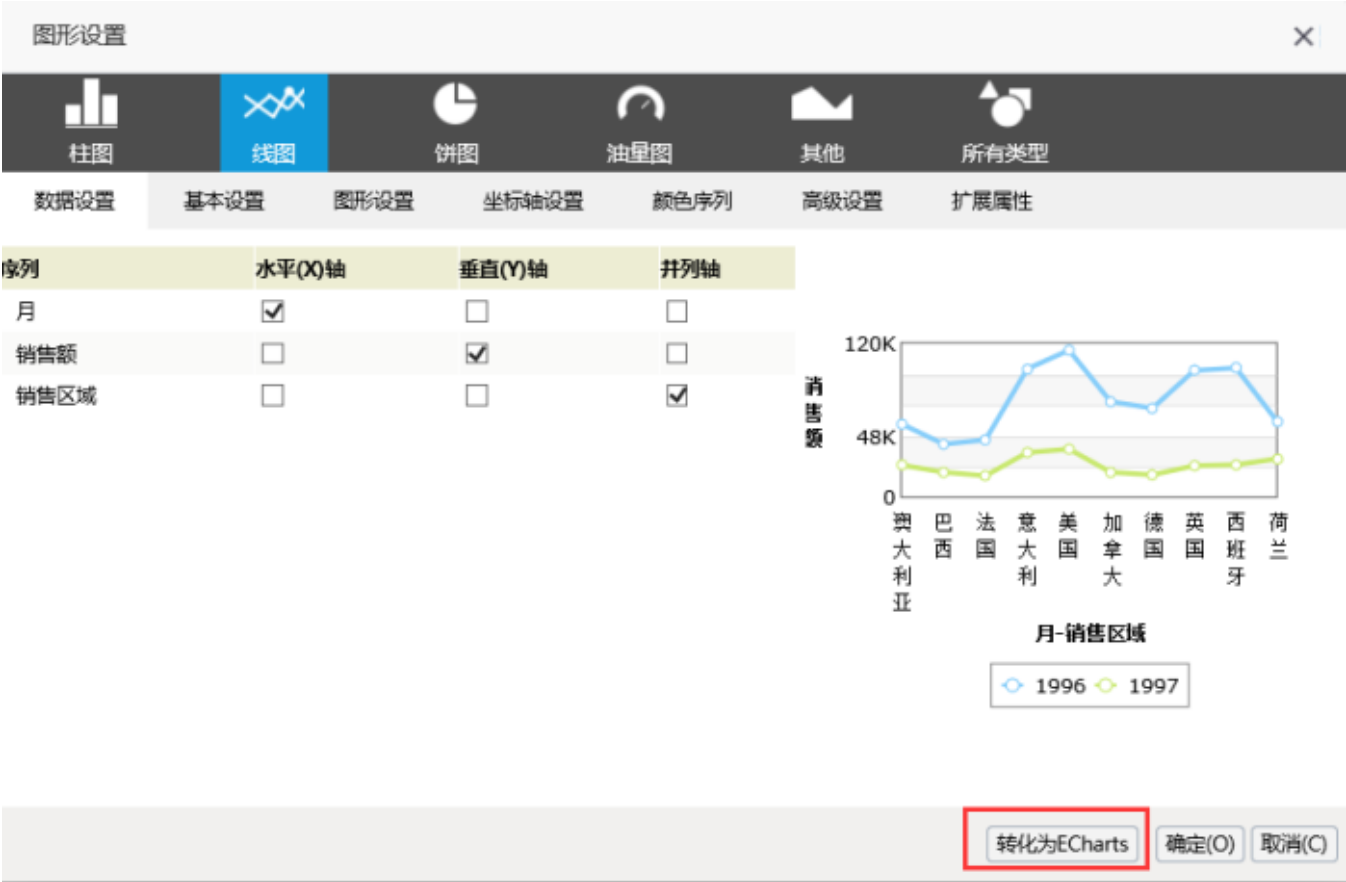 图形设置
柱图 线图 饼图 油量图 其他 所有类型
数据设置 基本设置 图形设置 坐标轴设置 颜色序列 高级设置 扩展属性
序列 水平(X)轴 垂直(Y)轴 并列轴
月
销售额
销售区域
120K
48K
0
销售额
澳大利亚 巴西 法国 意大利 美国 加拿大 德国 英国 西班牙 荷兰
月-销售区域
1996 1997
转化为ECharts 确定(O) 取消(C)